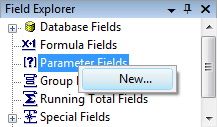 Field Explorer
Database Fields
Formula Fields
Parameter Fields
New...
Group
Running Total Fields
Special Fields